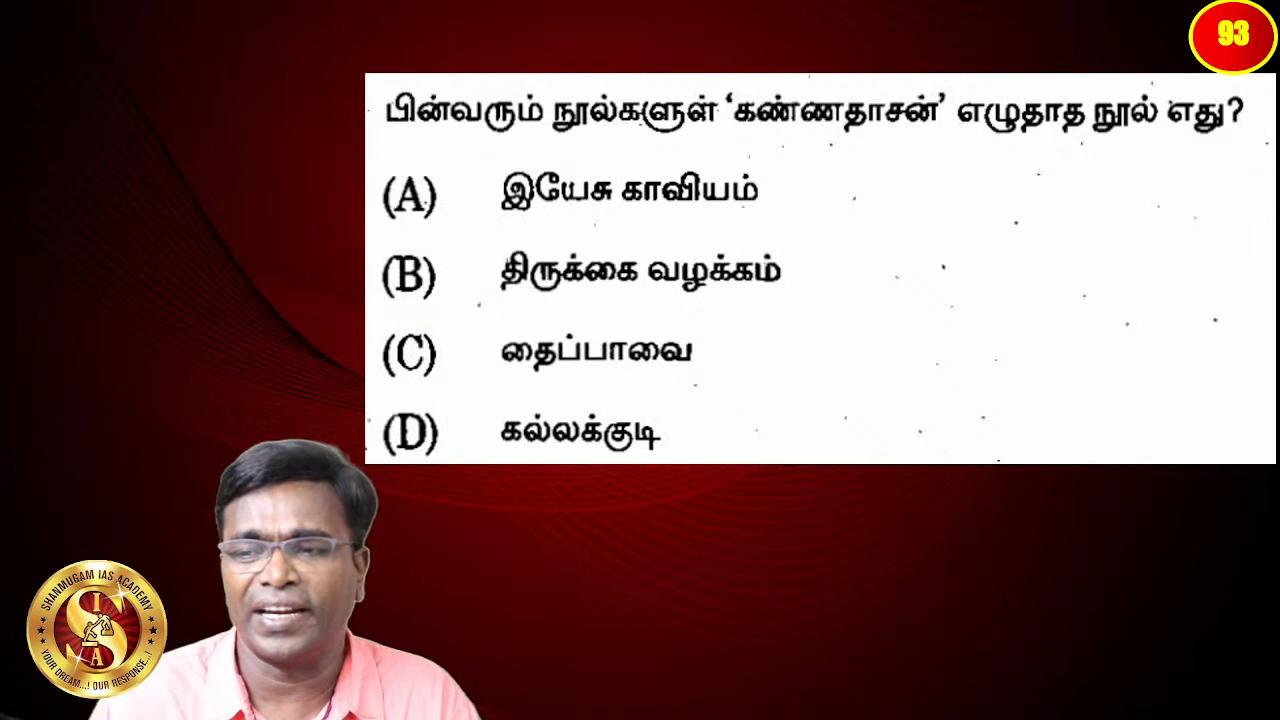 93
பின்வரும் நூல்களுள் ‘கண்ணதாசன்’ எழுதாத நூல் எது?
(A) இயேசு காவியம்
(B) திருக்கை வழக்கம்
(C) தைப்பாவை
(D) கல்லக்குடி
SHANMUGAM IAS ACADEMY
ISA
YOUR DREAM...! OUR RESPONSE...!